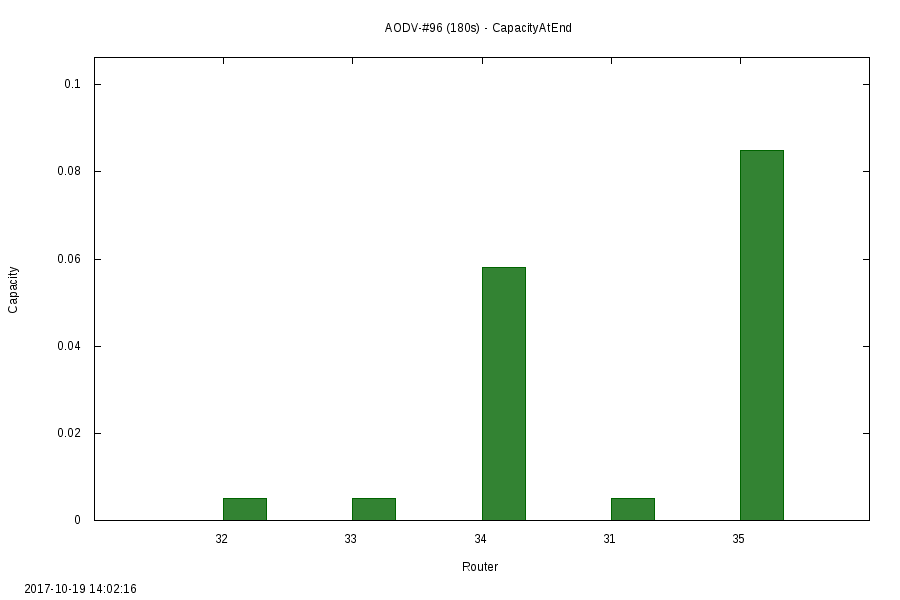 AODV-#96 (180s) - CapacityAtEnd
0.1
0.08
0.06
0.04
0.02
0
Capacity
32 33 34 31 35
Router
2017-10-19 14:02:16